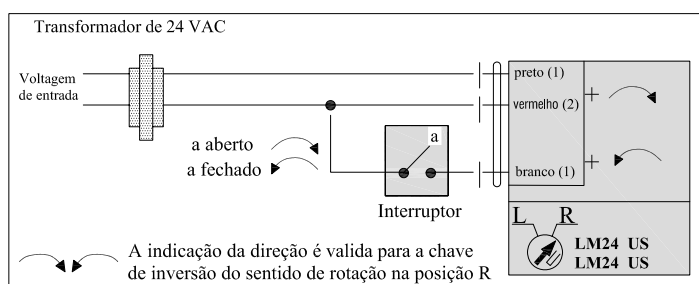 Transformador de 24 VAC
Voltagem
de entrada
preto (1)
vermelho (2)
a aberto
a fechado
a
branco (1)
Interruptor
L R
LM24 US
LM24 US
A indicação da direção é valida para a chave
de inversão do sentido de rotação na posição R